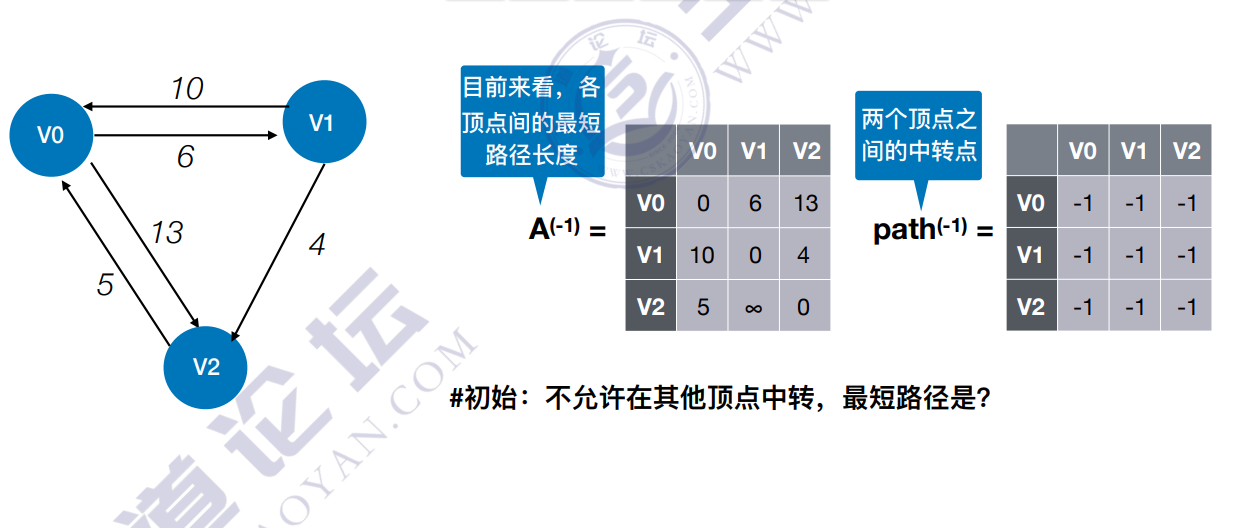 10
V0
V1
6
13
4
5
V2
目前来看，各
顶点间的最短
路径长度
A(-1) =
V0 V1 V2
V0 0 6 13
V1 10 0 4
V2 5 ∞ 0
两个顶点之
间的中转点
path(-1) =
V0 V1 V2
V0 -1 -1 -1
V1 -1 -1 -1
V2 -1 -1 -1
#初始：不允许在其他顶点中转，最短路径是？
道论坛
AOYAN.COM
论坛
WWW